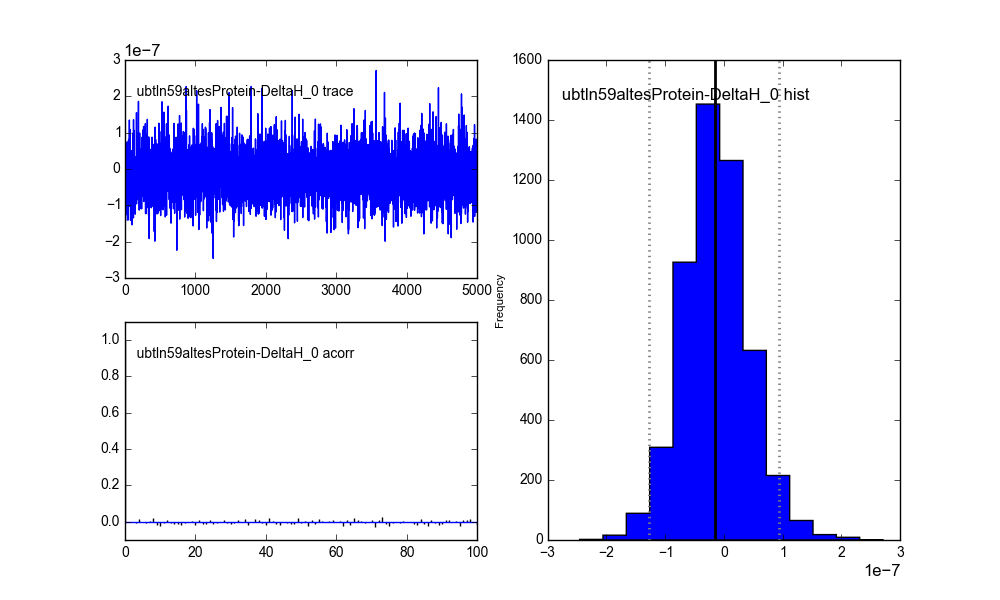 1e−7
3
2
1
0
−1
−2
−3
ubtln59altesProtein-DeltaH_0 trace
0 1000 2000 3000 4000 5000
1.0
0.8
0.6
0.4
0.2
0.0
ubtln59altesProtein-DeltaH_0 acorr
0 20 40 60 80 100
Frequency
1600
1400
1200
1000
800
600
400
200
0
ubtln59altesProtein-DeltaH_0 hist
−3 −2 −1 0 1 2 3
1e−7